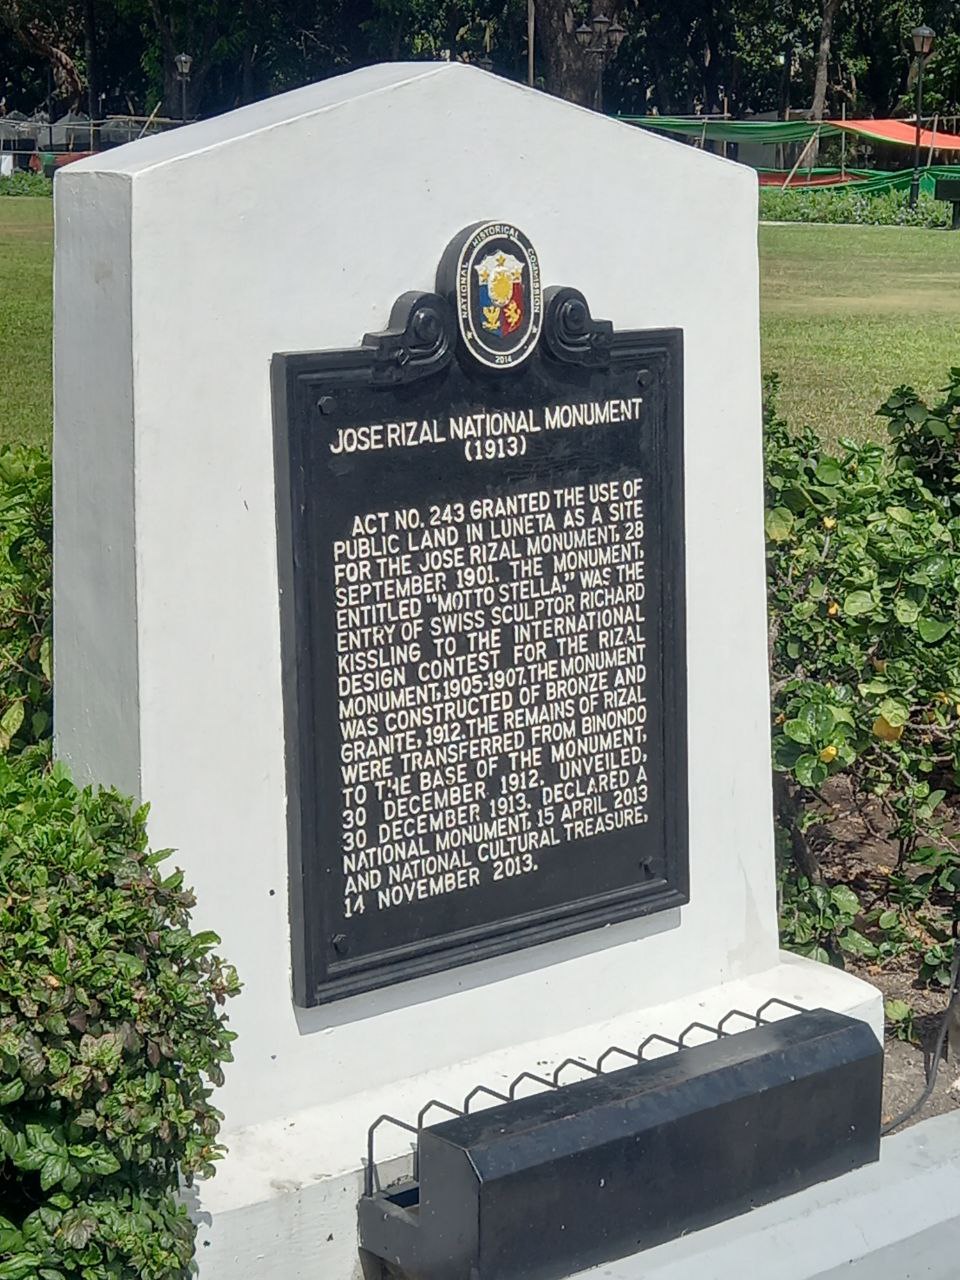 NATIONAL HISTORICAL COMMISSION
2014
JOSE RIZAL NATIONAL MONUMENT
(1913)
ACT NO. 243 GRANTED THE USE OF
PUBLIC LAND IN LUNETA AS A SITE
FOR THE JOSE RIZAL MONUMENT, 28
SEPTEMBER 1901. THE MONUMENT,
ENTITLED "MOTTO STELLA," WAS THE
ENTRY OF SWISS SCULPTOR RICHARD
KISSLING TO THE INTERNATIONAL
DESIGN CONTEST FOR THE RIZAL
MONUMENT, 1905-1907. THE MONUMENT
WAS CONSTRUCTED OF BRONZE AND
GRANITE, 1912. THE REMAINS OF RIZAL
WERE TRANSFERRED FROM BINONDO
TO THE BASE OF THE MONUMENT,
30 DECEMBER 1912. UNVEILED,
30 DECEMBER 1913. DECLARED A
NATIONAL MONUMENT, 15 APRIL 2013
AND NATIONAL CULTURAL TREASURE,
14 NOVEMBER 2013.